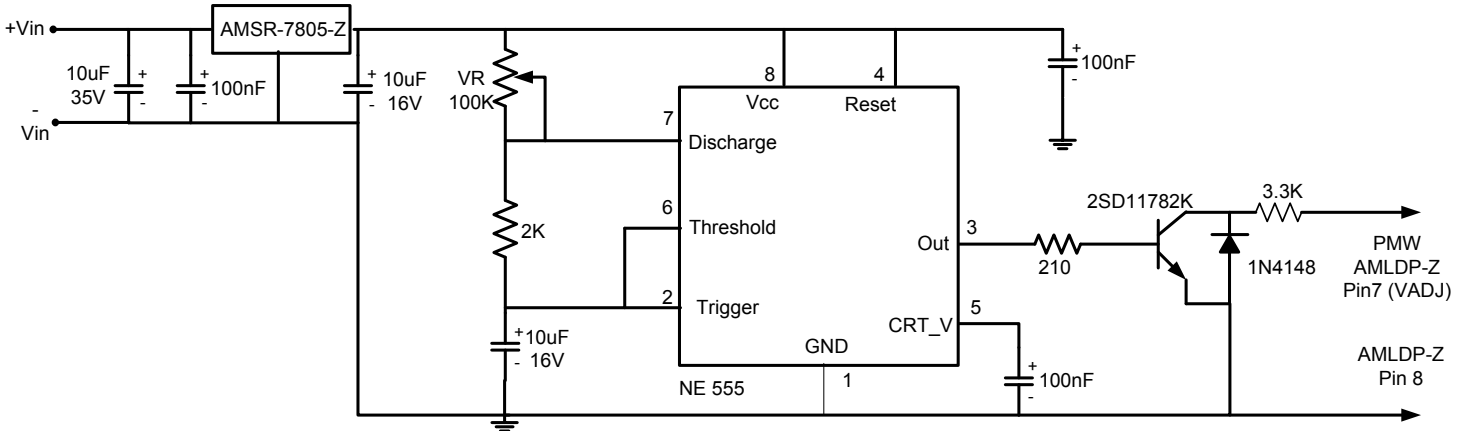 +Vin
AMSR-7805-Z
10uF
35V
+
-
+
-
100nF
+
-
10uF
16V
VR
100K
-
Vin
8
Vcc
4
Reset
+
-
100nF
7
Discharge
2K
6
Threshold
2
Trigger
+
-
10uF
16V
Out
3
210
2SD11782K
3.3K
1N4148
PMW
AMLDP-Z
Pin7 (VADJ)
CRT_V
5
GND
1
NE 555
+
-
100nF
AMLDP-Z
Pin 8